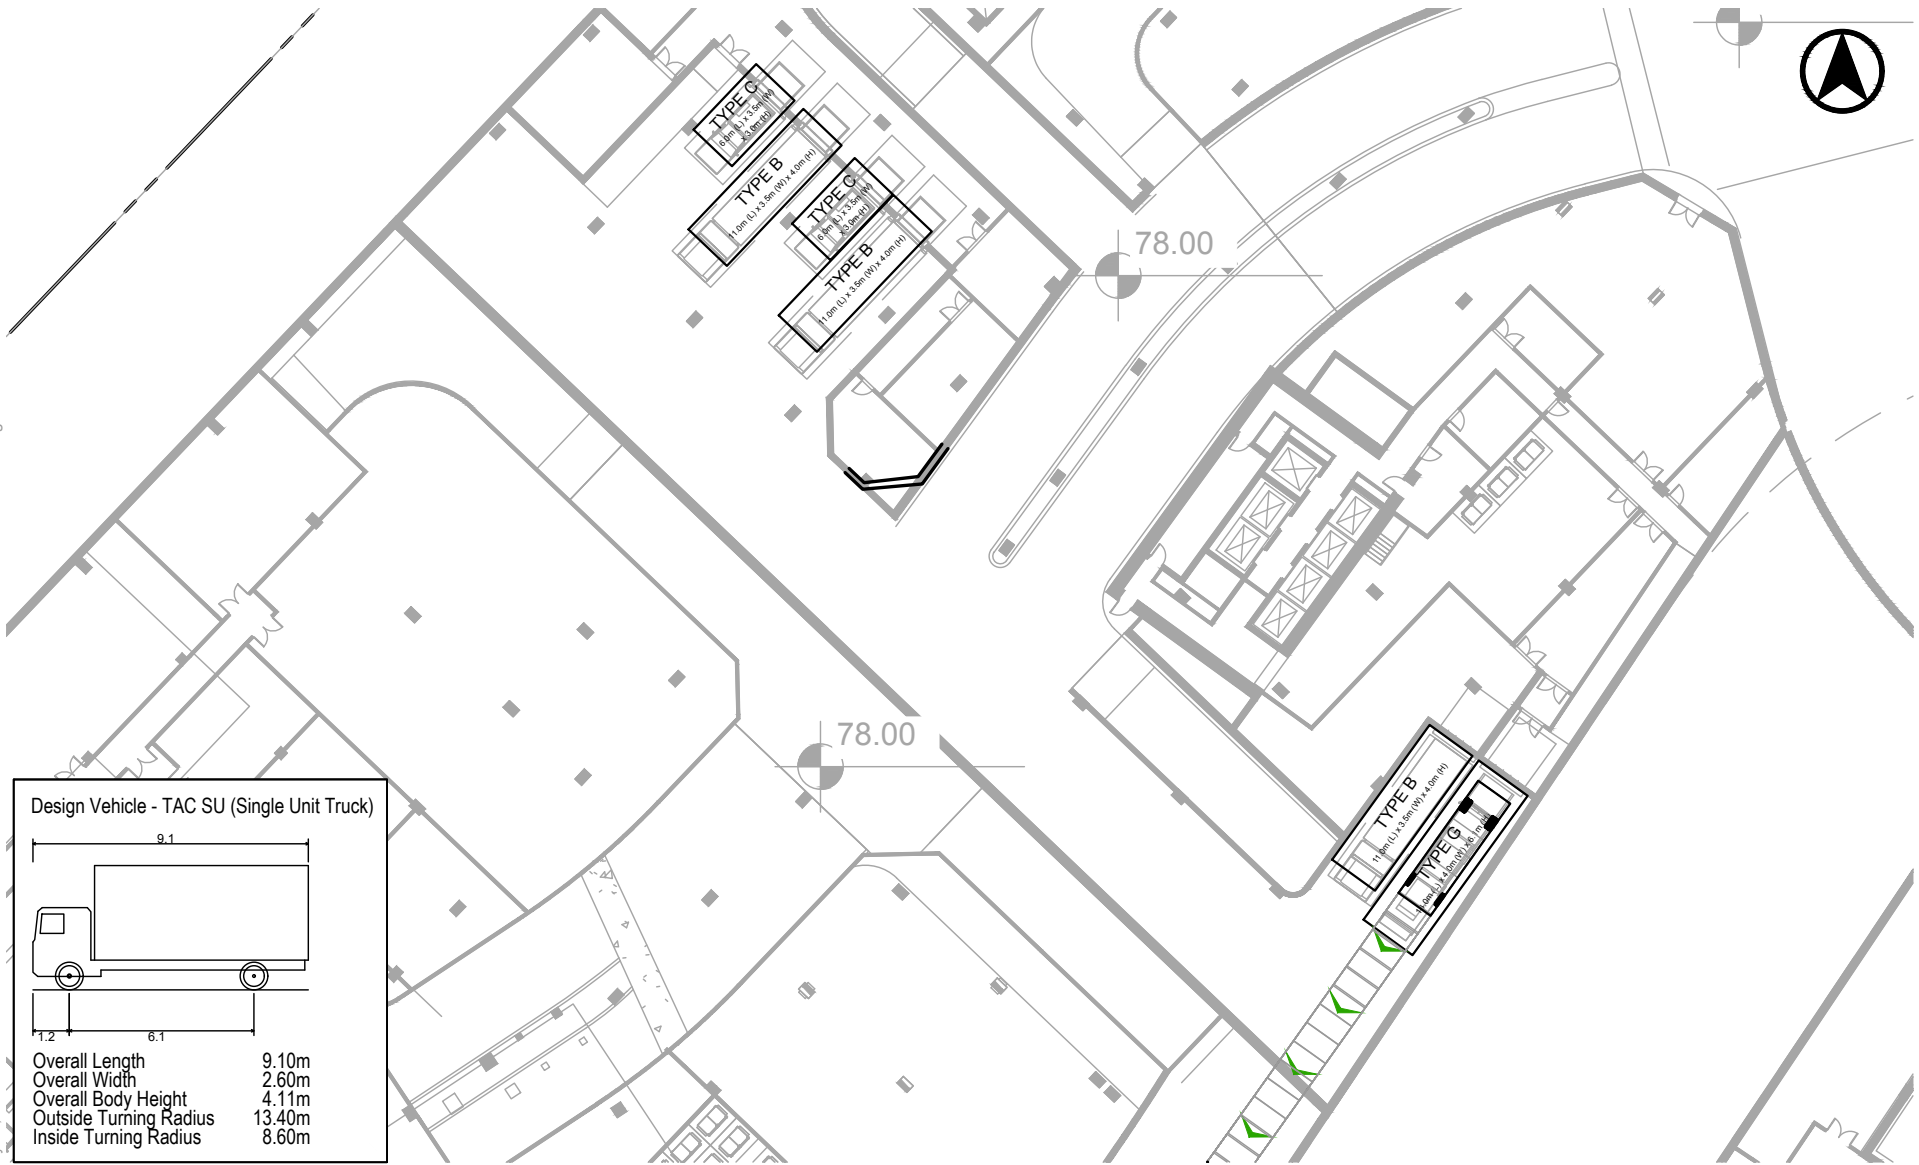 TYPE C
6.0m (L) x 3.5m (W)
x 3.0m (H)
TYPE B
11.0m (L) x 3.5m (W) x 4.0m (H)
TYPE C
6.0m (L) x 3.5m (W)
x 3.0m (H)
TYPE B
11.0m (L) x 3.5m (W) x 4.0m (H)
78.00
78.00
TYPE B
11.0m (L) x 3.5m (W) x 4.0m (H)
TYPE G
Design Vehicle - TAC SU (Single Unit Truck)
9.1
1.2
6.1
Overall Length 9.10m
Overall Width 2.60m
Overall Body Height 4.11m
Outside Turning Radius 13.40m
Inside Turning Radius 8.60m